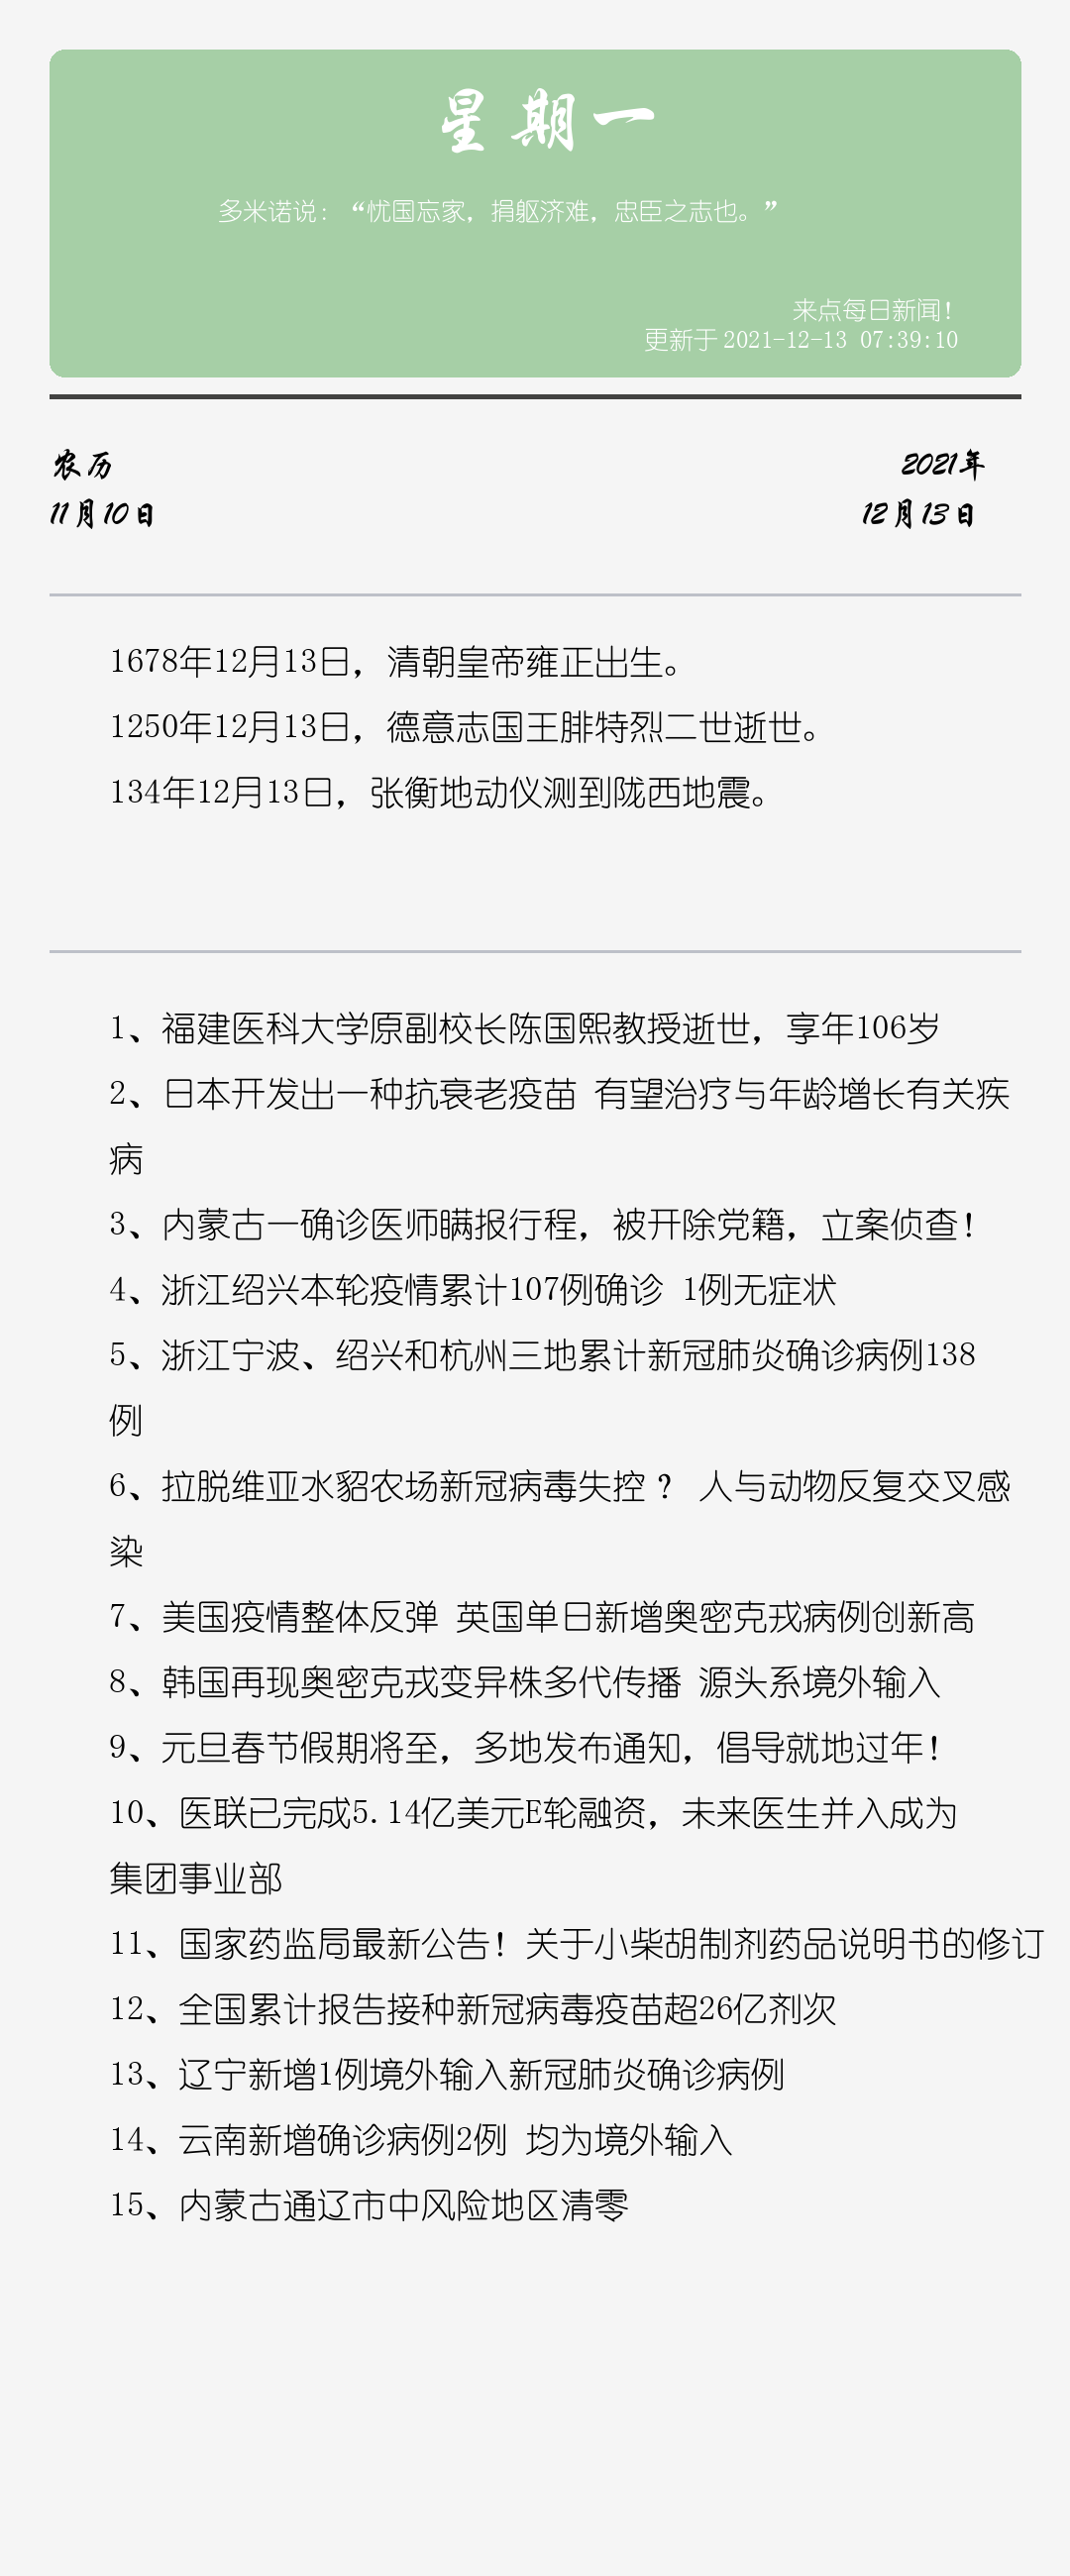 星期一
多米诺说：“忧国忘家，捐躯济难，忠臣之志也。”
来点每日新闻！
更新于 2021-12-13 07:39:10
农历
2021年
11月10日
12月13日
1678年12月13日，清朝皇帝雍正出生。
1250年12月13日，德意志国王腓特烈二世逝世。
134年12月13日，张衡地动仪测到陇西地震。
1、福建医科大学原副校长陈国熙教授逝世，享年106岁
2、日本开发出一种抗衰老疫苗 有望治疗与年龄增长有关疾
病
3、内蒙古一确诊医师瞒报行程，被开除党籍，立案侦查！
4、浙江绍兴本轮疫情累计107例确诊 1例无症状
5、浙江宁波、绍兴和杭州三地累计新冠肺炎确诊病例138
例
6、拉脱维亚水貂农场新冠病毒失控？ 人与动物反复交叉感
染
7、美国疫情整体反弹 英国单日新增奥密克戎病例创新高
8、韩国再现奥密克戎变异株多代传播 源头系境外输入
9、元旦春节假期将至，多地发布通知，倡导就地过年！
10、医联已完成5.14亿美元E轮融资，未来医生并入成为
集团事业部
11、国家药监局最新公告！关于小柴胡制剂药品说明书的修订
12、全国累计报告接种新冠病毒疫苗超26亿剂次
13、辽宁新增1例境外输入新冠肺炎确诊病例
14、云南新增确诊病例2例 均为境外输入
15、内蒙古通辽市中风险地区清零